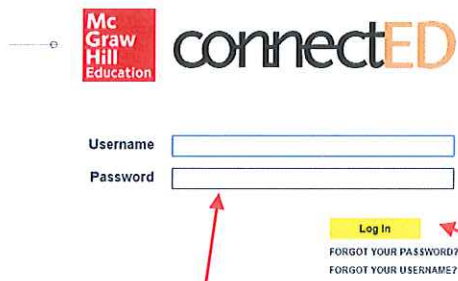 Mc
Graw
Hill
Education
connectED
Username
Password
Log In
FORGOT YOUR PASSWORD?
FORGOT YOUR USERNAME?